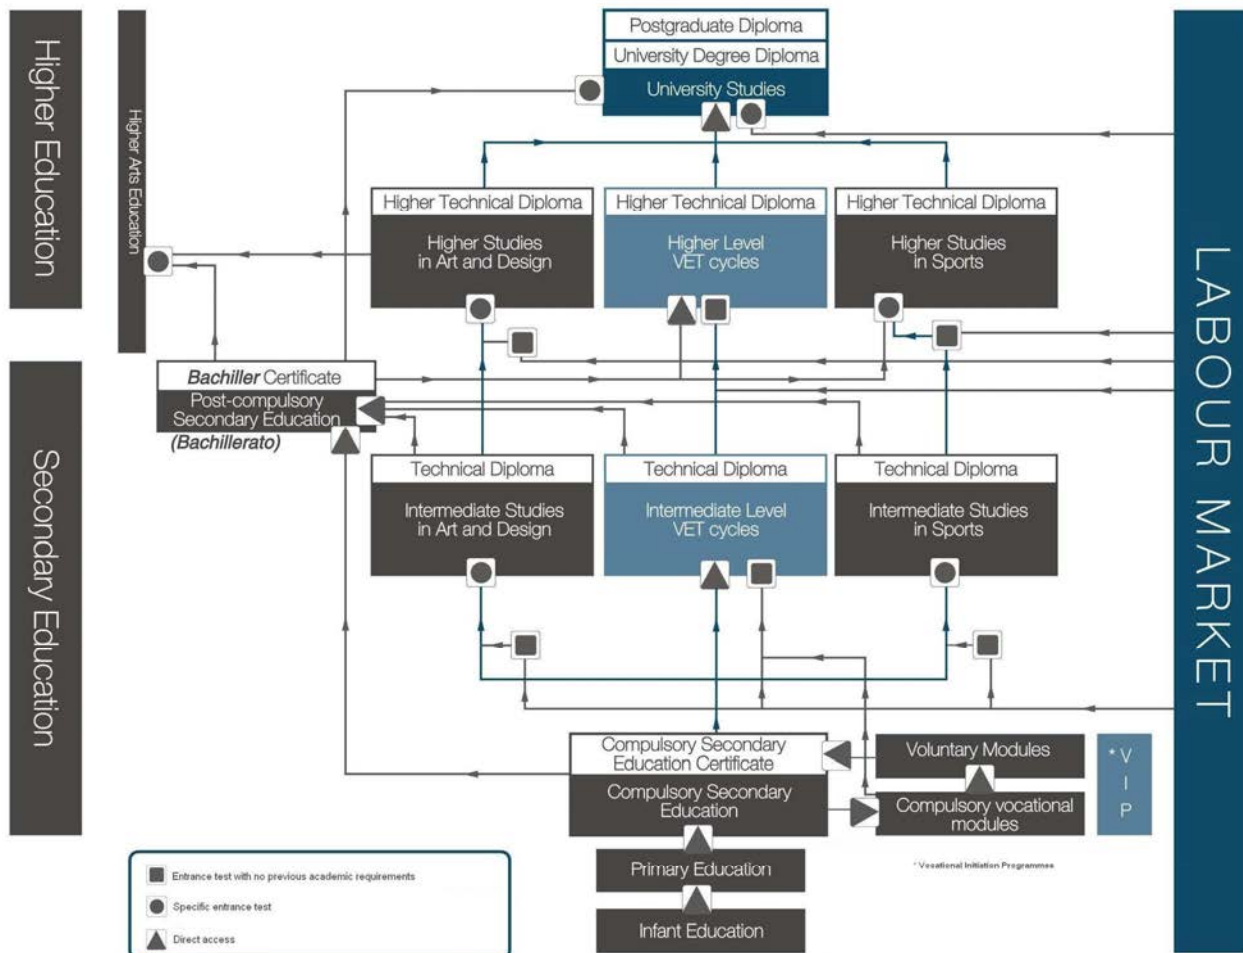 Higher Education
Higher Arts Education
Postgraduate Diploma
University Degree Diploma
University Studies
Higher Technical Diploma
Higher Studies
in Art and Design
Higher Technical Diploma
Higher Level
VET cycles
Higher Technical Diploma
Higher Studies
in Sports
LABOUR MARKET
Secondary Education
Bachiller Certificate
Post-compulsory
Secondary Education
(Bachillerato)
Technical Diploma
Intermediate Studies
in Art and Design
Technical Diploma
Intermediate Level
VET cycles
Technical Diploma
Intermediate Studies
in Sports
Compulsory Secondary
Education Certificate
Compulsory Secondary
Education
Voluntary Modules
Compulsory vocational
modules
* V
I
P
Primary Education
Infant Education
* Vocational Initiation Programmes
Entrance test with no previous academic requirements
Specific entrance test
Direct access